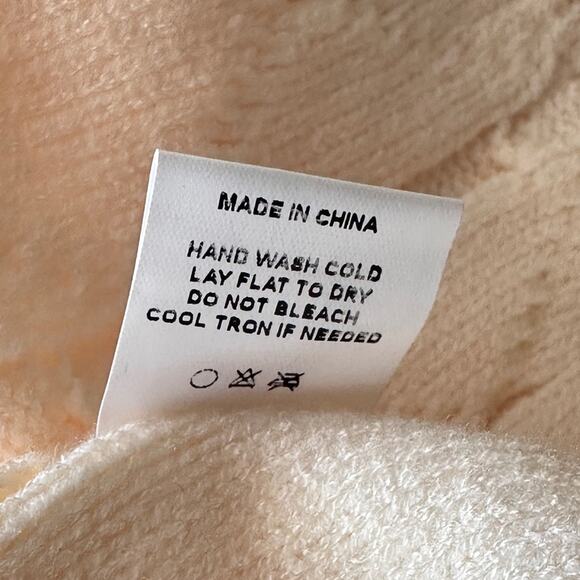 MADE IN CHINA
HAND WASH COLD
LAY FLAT TO DRY
DO NOT BLEACH
COOL TRON IF NEEDED